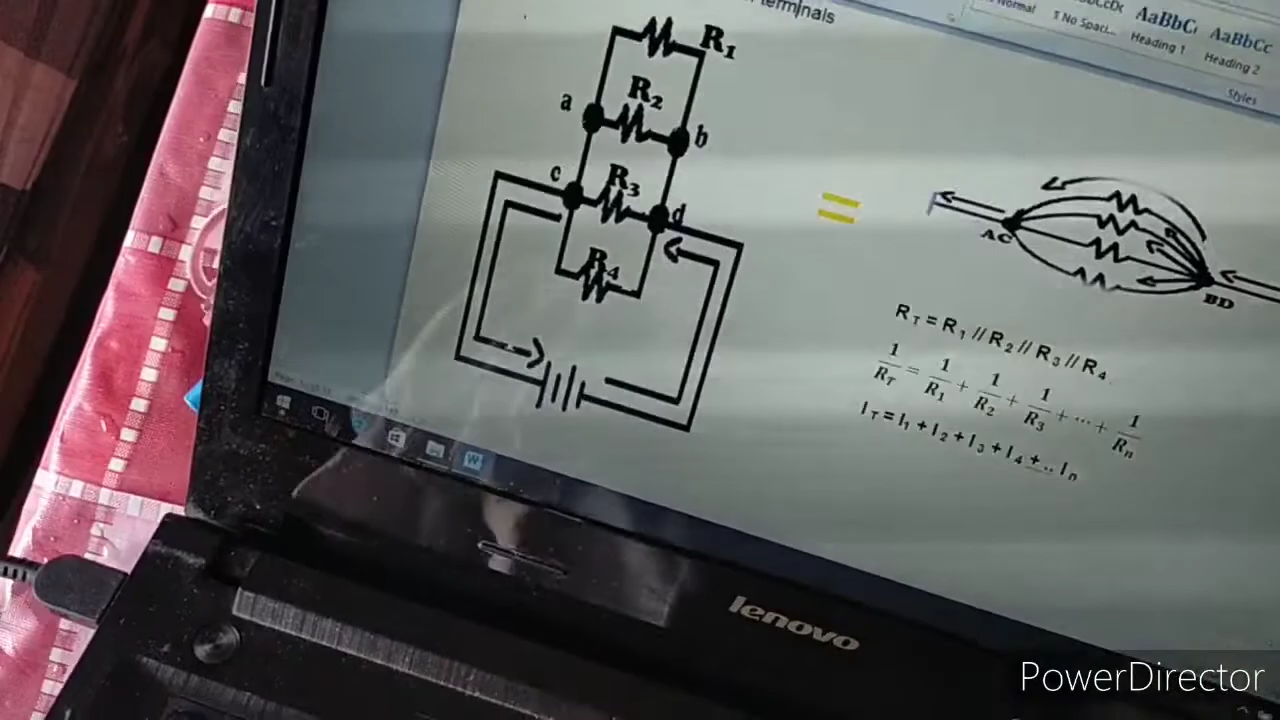 terminals
Normal
¶ No Spaci...
AaBbC
Heading 1
AaBbCc
Heading 2
Styles
R₁
R₂
a
b
c
R₃
d
R₄
=
AC
BD
R_T = R₁ // R₂ // R₃ // R₄
1/R_T = 1/R₁ + 1/R₂ + 1/R₃ + ... + 1/Rₙ
I_T = I₁ + I₂ + I₃ + I₄ + .. Iₙ
lenovo
PowerDirector